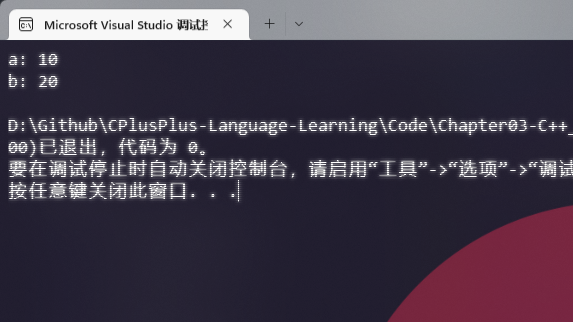 Microsoft Visual Studio 调试控
a: 10
b: 20
D:\Github\CPlusPlus-Language-Learning\Code\Chapter03-C++_
00)已退出，代码为 0。
要在调试停止时自动关闭控制台，请启用“工具”->“选项”->“调试
按任意键关闭此窗口. . .